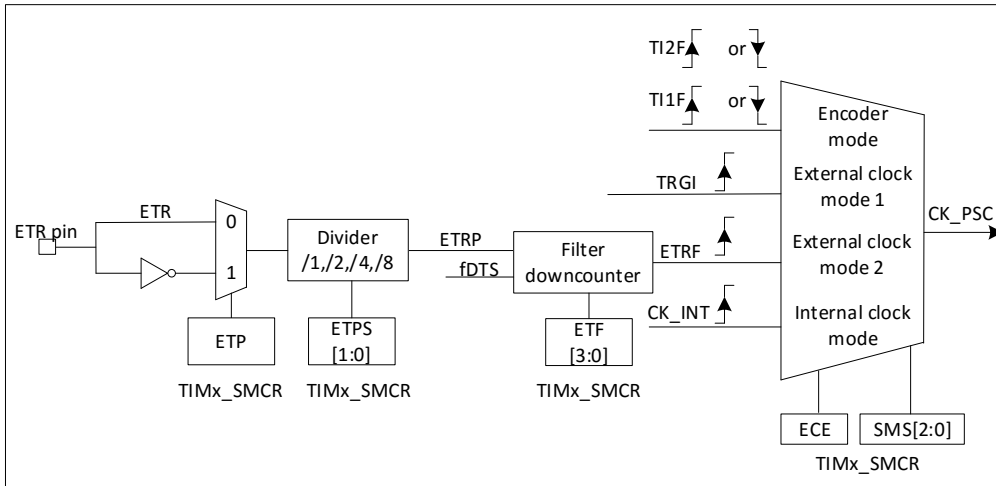 TI2F or
TI1F or
Encoder
mode
TRGI
External clock
mode 1
CK_PSC
ETR pin
ETR
0
1
Divider
/1,/2,/4,/8
ETRP
fDTS
Filter
downcounter
ETRF
External clock
mode 2
CK_INT
Internal clock
mode
ETP
TIMx_SMCR
ETPS
[1:0]
TIMx_SMCR
ETF
[3:0]
TIMx_SMCR
ECE
SMS[2:0]
TIMx_SMCR